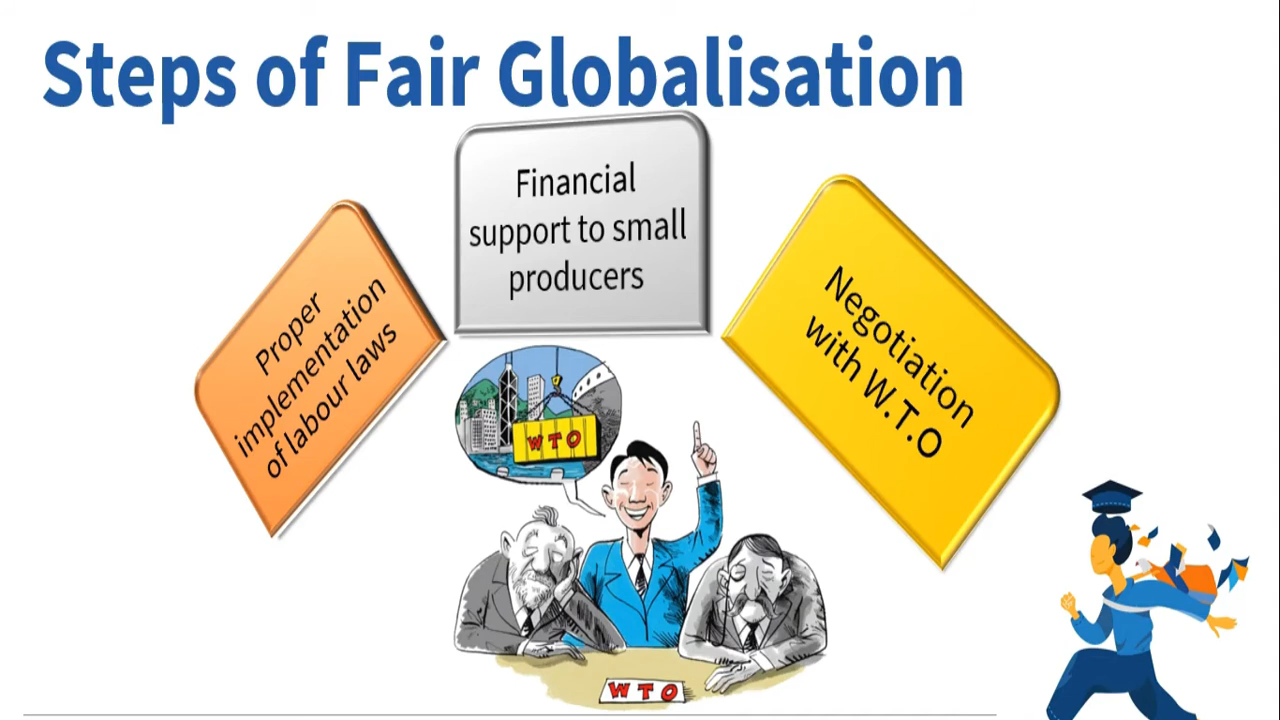 Steps of Fair Globalisation
Proper
implementation
of labour laws
Financial
support to small
producers
Negotiation
with W.T.O
WTO
WTO